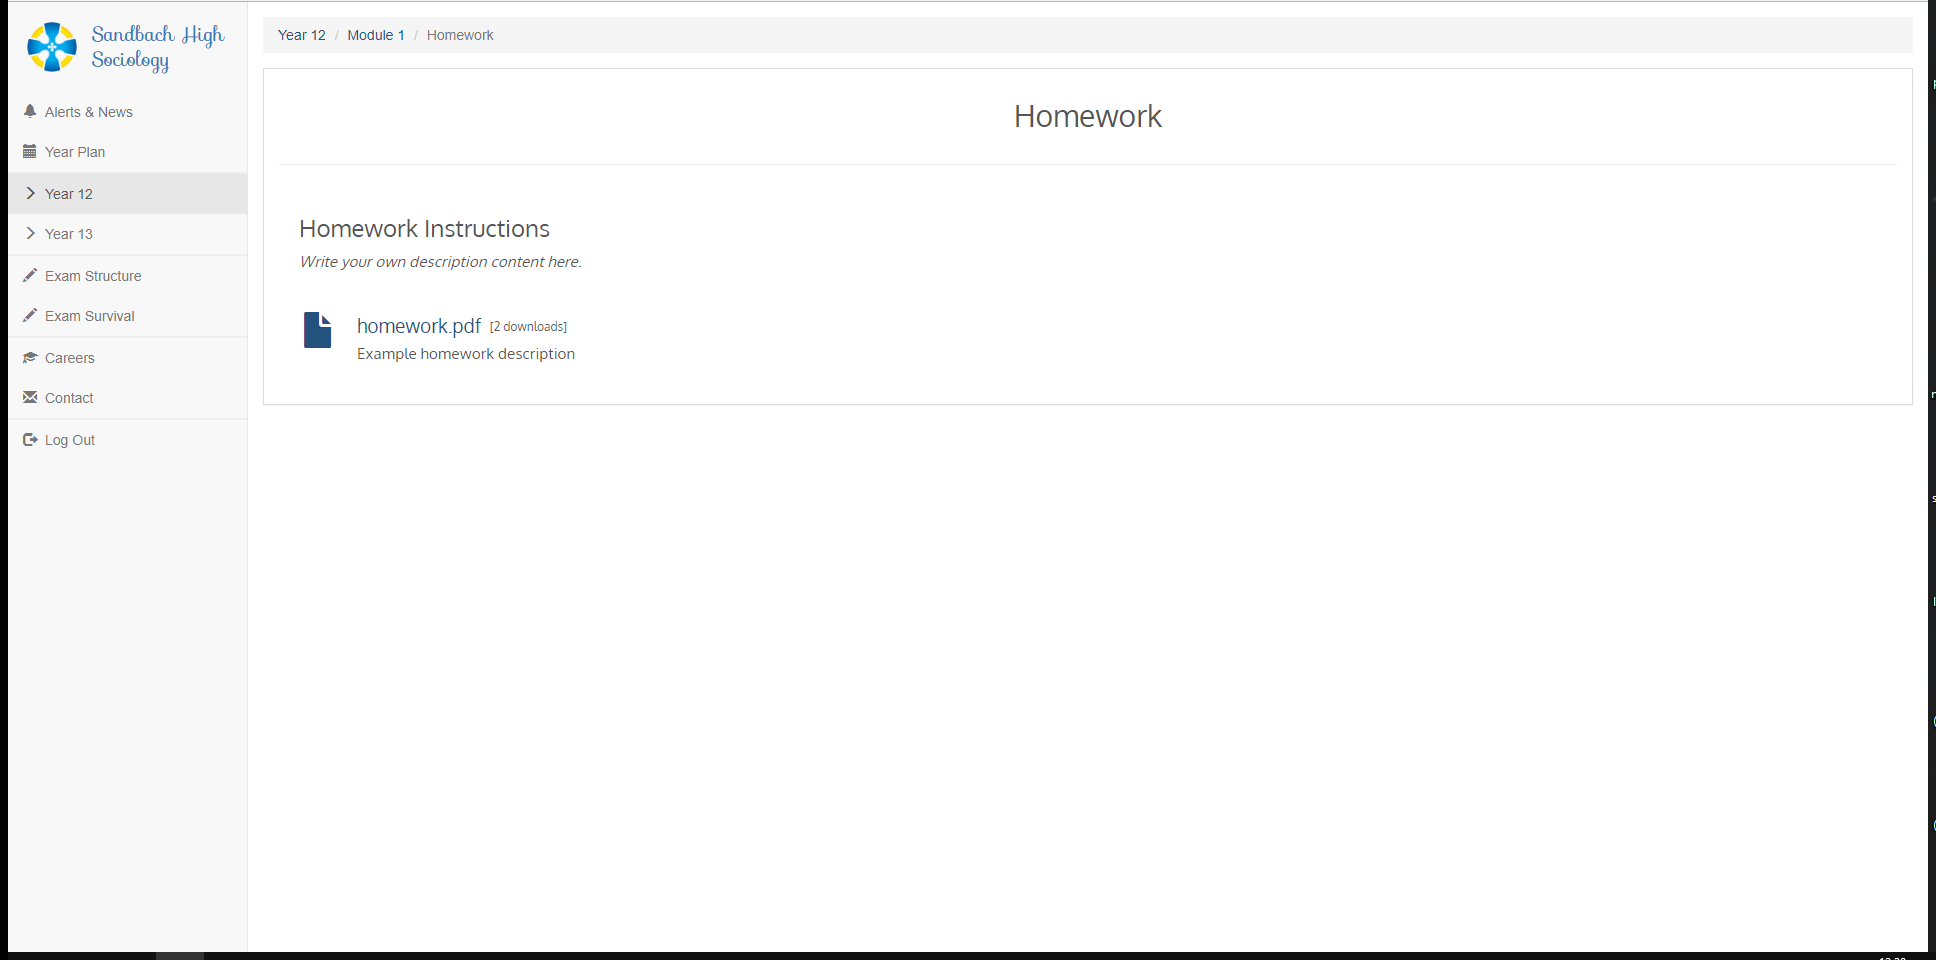 Sandbach High
Sociology
Alerts & News
Year Plan
Year 12
Year 13
Exam Structure
Exam Survival
Careers
Contact
Log Out
Year 12 / Module 1 / Homework
Homework
Homework Instructions
Write your own description content here.
homework.pdf [2 downloads]
Example homework description